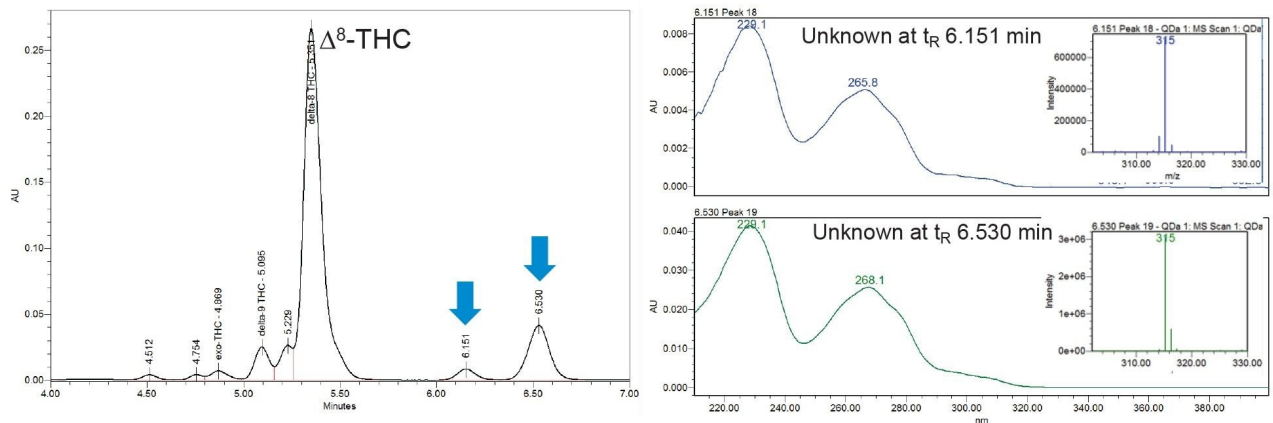 Δ⁸-THC
delta-8 THC - 5.351
0.25
0.20
0.15
0.10
0.05
0.00
AU
4.512
4.754
exo-THC - 4.869
delta-9 THC - 5.095
5.229
6.151
6.530
4.00
4.50
5.00
5.50
6.00
6.50
7.00
Minutes
6.151 Peak 18
229.1
Unknown at tR 6.151 min
265.8
0.008
0.006
0.004
0.002
0.000
AU
6.151 Peak 18 - QDa 1: MS Scan 1: QDa
315
600000
400000
200000
0
Intensity
310.00
320.00
330.00
m/z
6.530 Peak 19
229.1
Unknown at tR 6.530 min
268.1
0.040
0.030
0.020
0.010
0.000
AU
6.530 Peak 19 - QDa 1: MS Scan 1: QDa
315
3e+06
2e+06
1e+06
0e+00
Intensity
310.00
320.00
330.00
220.00
240.00
260.00
280.00
300.00
320.00
340.00
360.00
380.00
nm